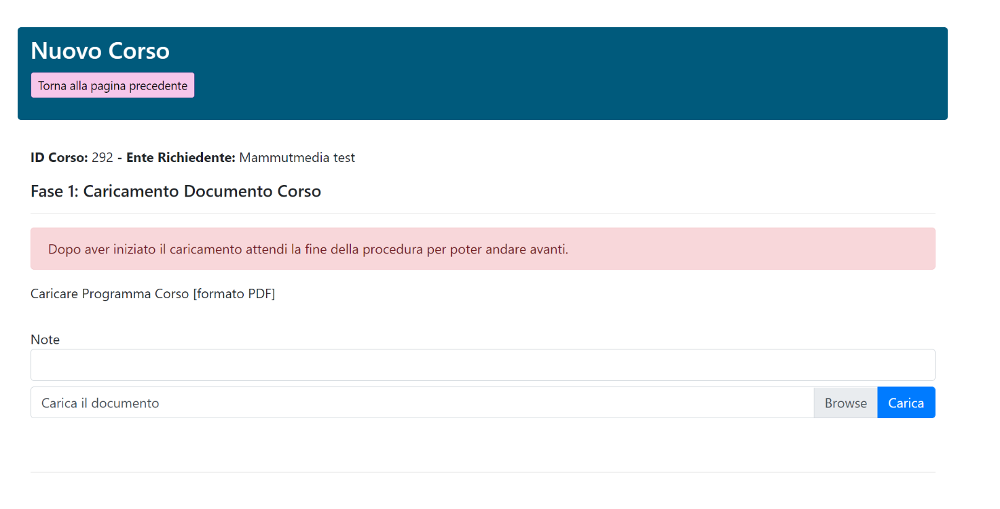 Nuovo Corso
Torna alla pagina precedente
ID Corso: 292 - Ente Richiedente: Mammutmedia test
Fase 1: Caricamento Documento Corso
Dopo aver iniziato il caricamento attendi la fine della procedura per poter andare avanti.
Caricare Programma Corso [formato PDF]
Note
Carica il documento Browse Carica